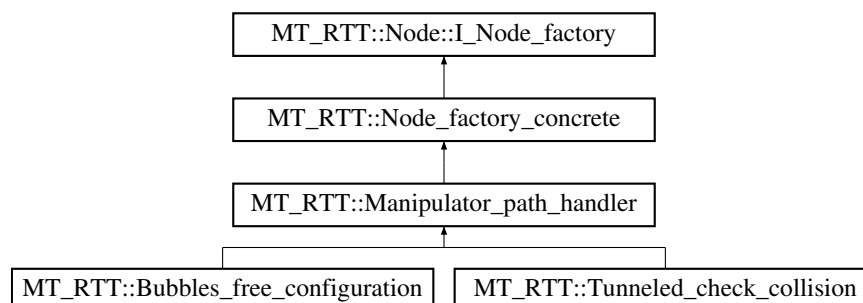 MT_RTT::Node::I_Node_factory
MT_RTT::Node_factory_concrete
MT_RTT::Manipulator_path_handler
MT_RTT::Bubbles_free_configuration
MT_RTT::Tunneled_check_collision